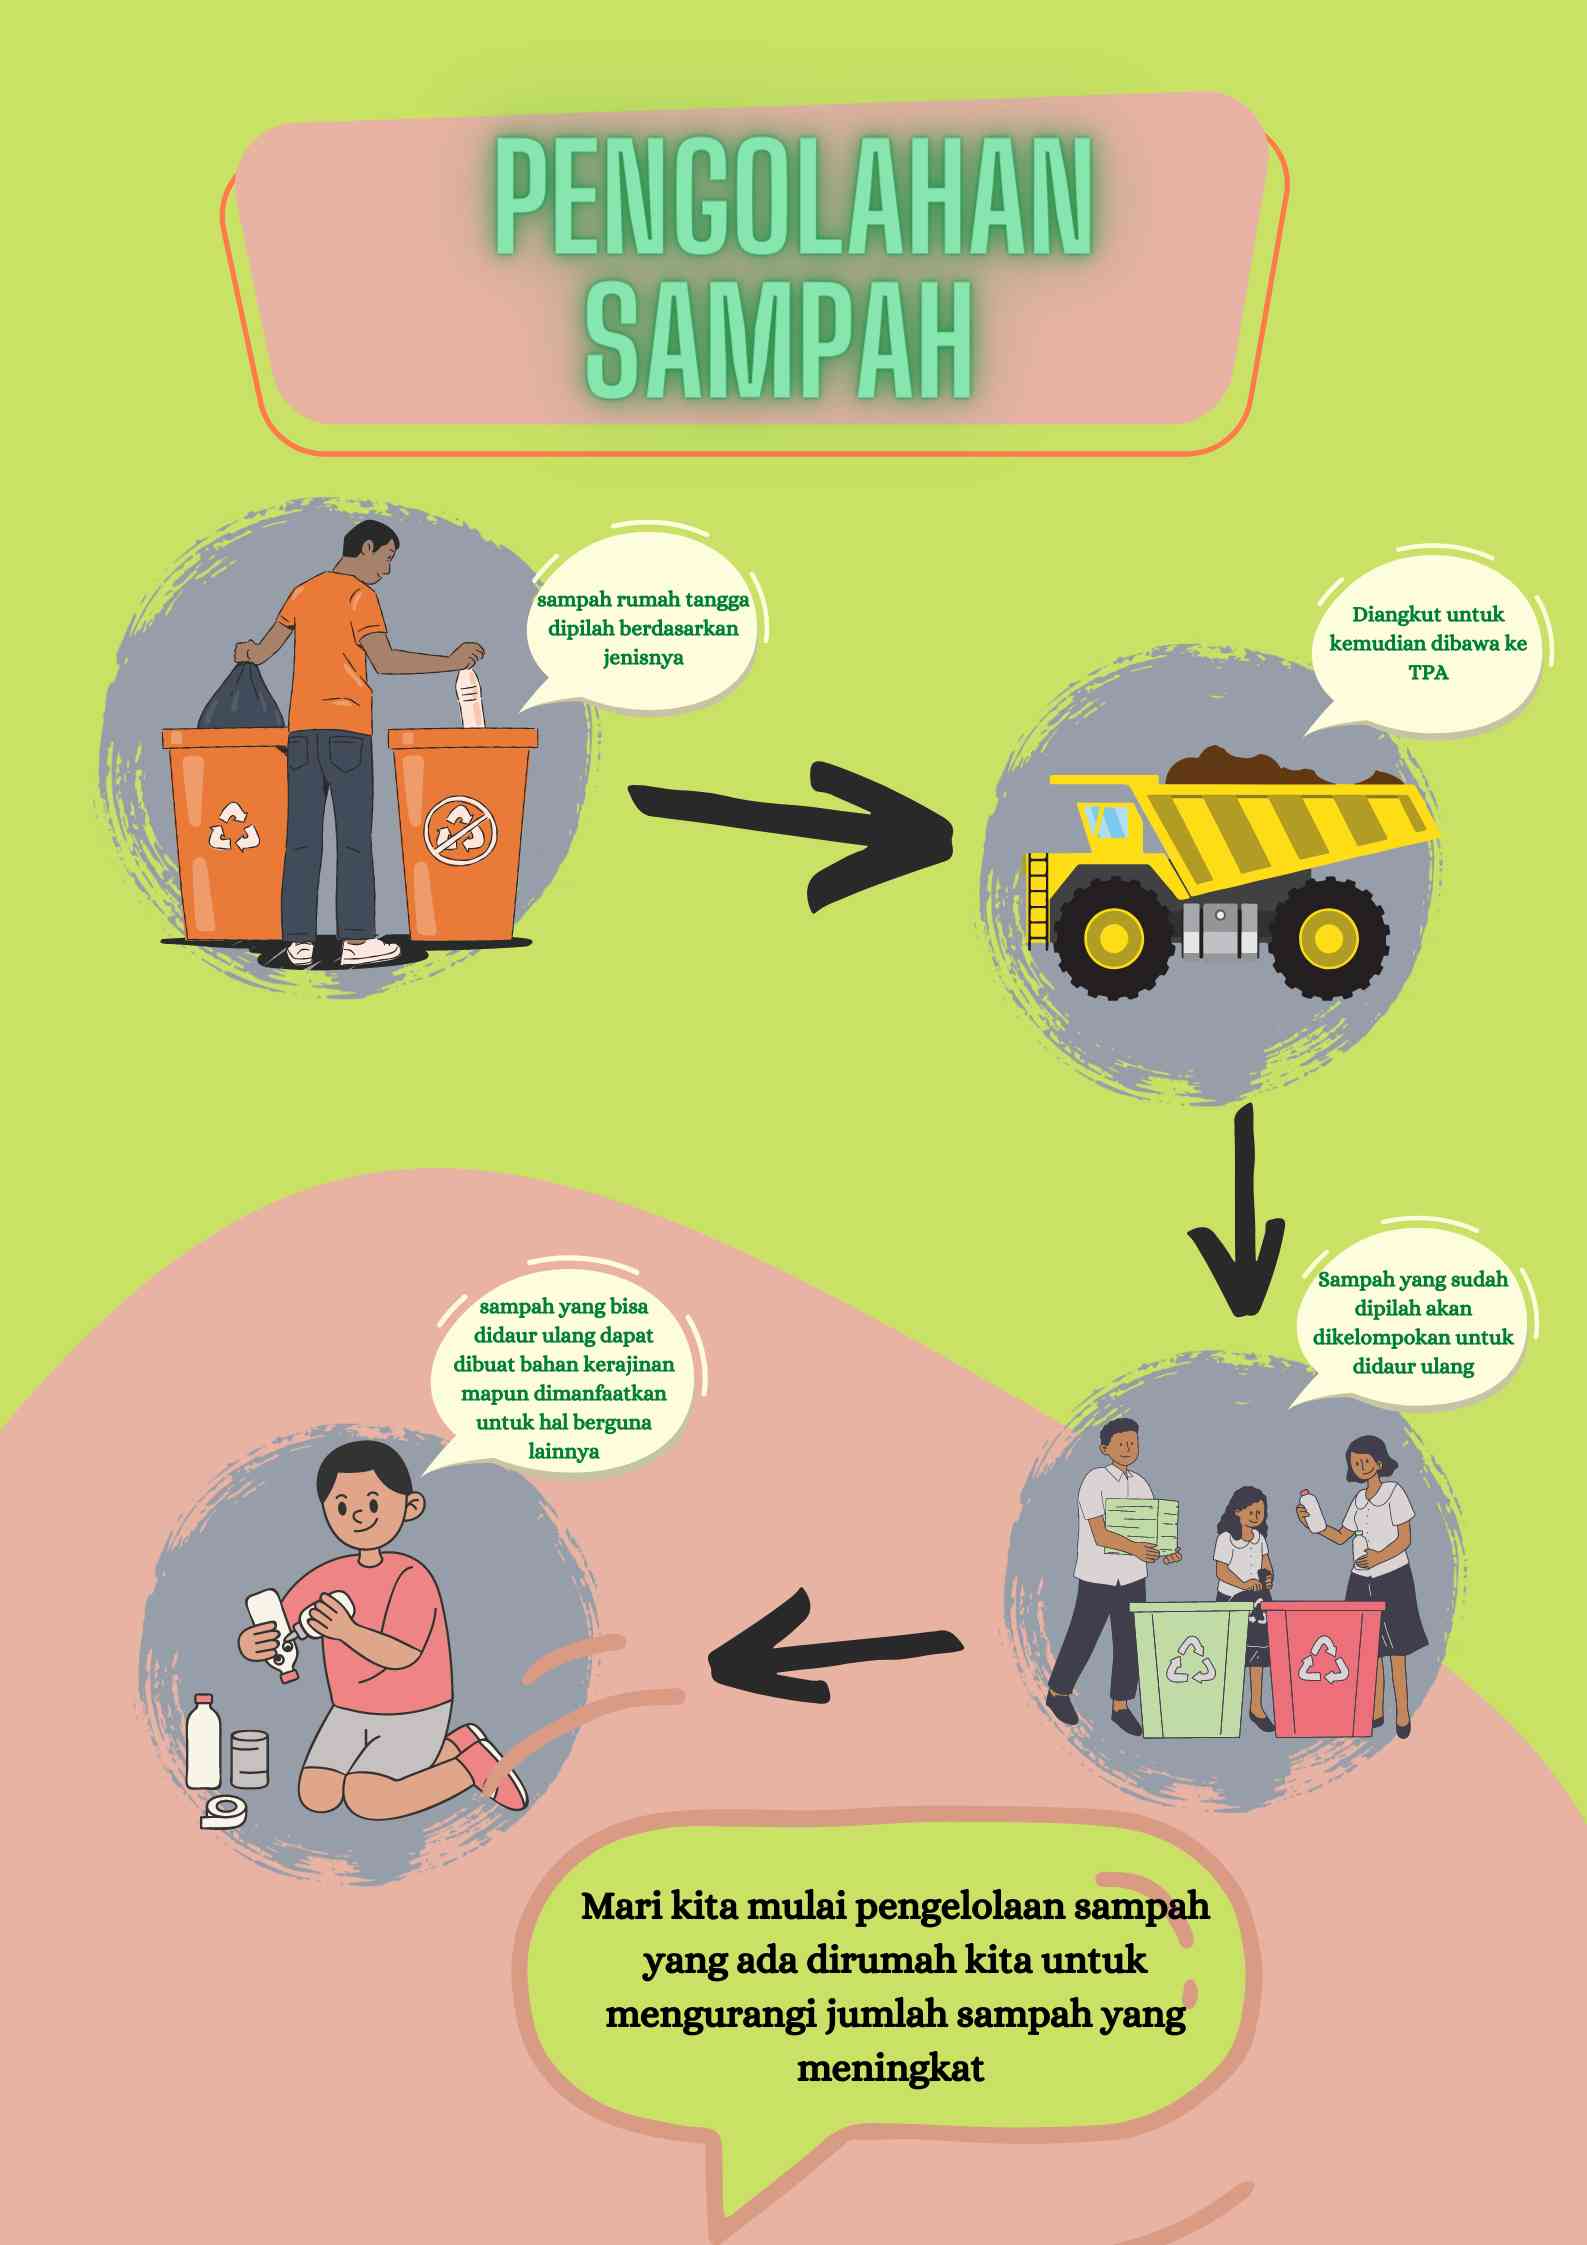 PENGOLAHAN
SAMPAH
sampah rumah tangga
dipilah berdasarkan
jenisnya
Diangkut untuk
kemudian dibawa ke
TPA
Sampah yang sudah
dipilah akan
dikelompokan untuk
didaur ulang
sampah yang bisa
didaur ulang dapat
dibuat bahan kerajinan
mapun dimanfaatkan
untuk hal berguna
lainnya
Mari kita mulai pengelolaan sampah
yang ada dirumah kita untuk
mengurangi jumlah sampah yang
meningkat